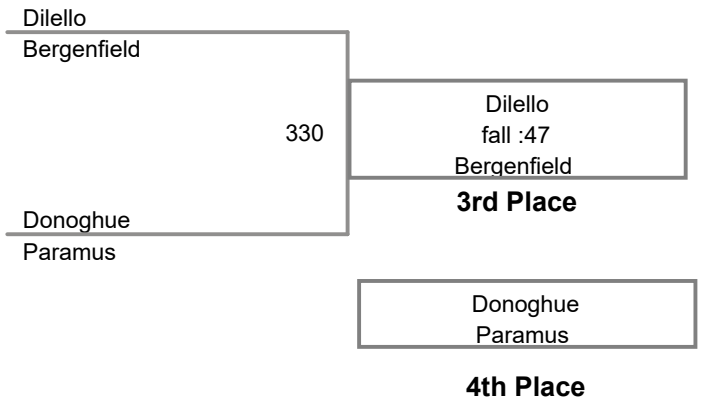 Dilello
Bergenfield
330
Dilello
fall :47
Bergenfield
3rd Place
Donoghue
Paramus
Donoghue
Paramus
4th Place